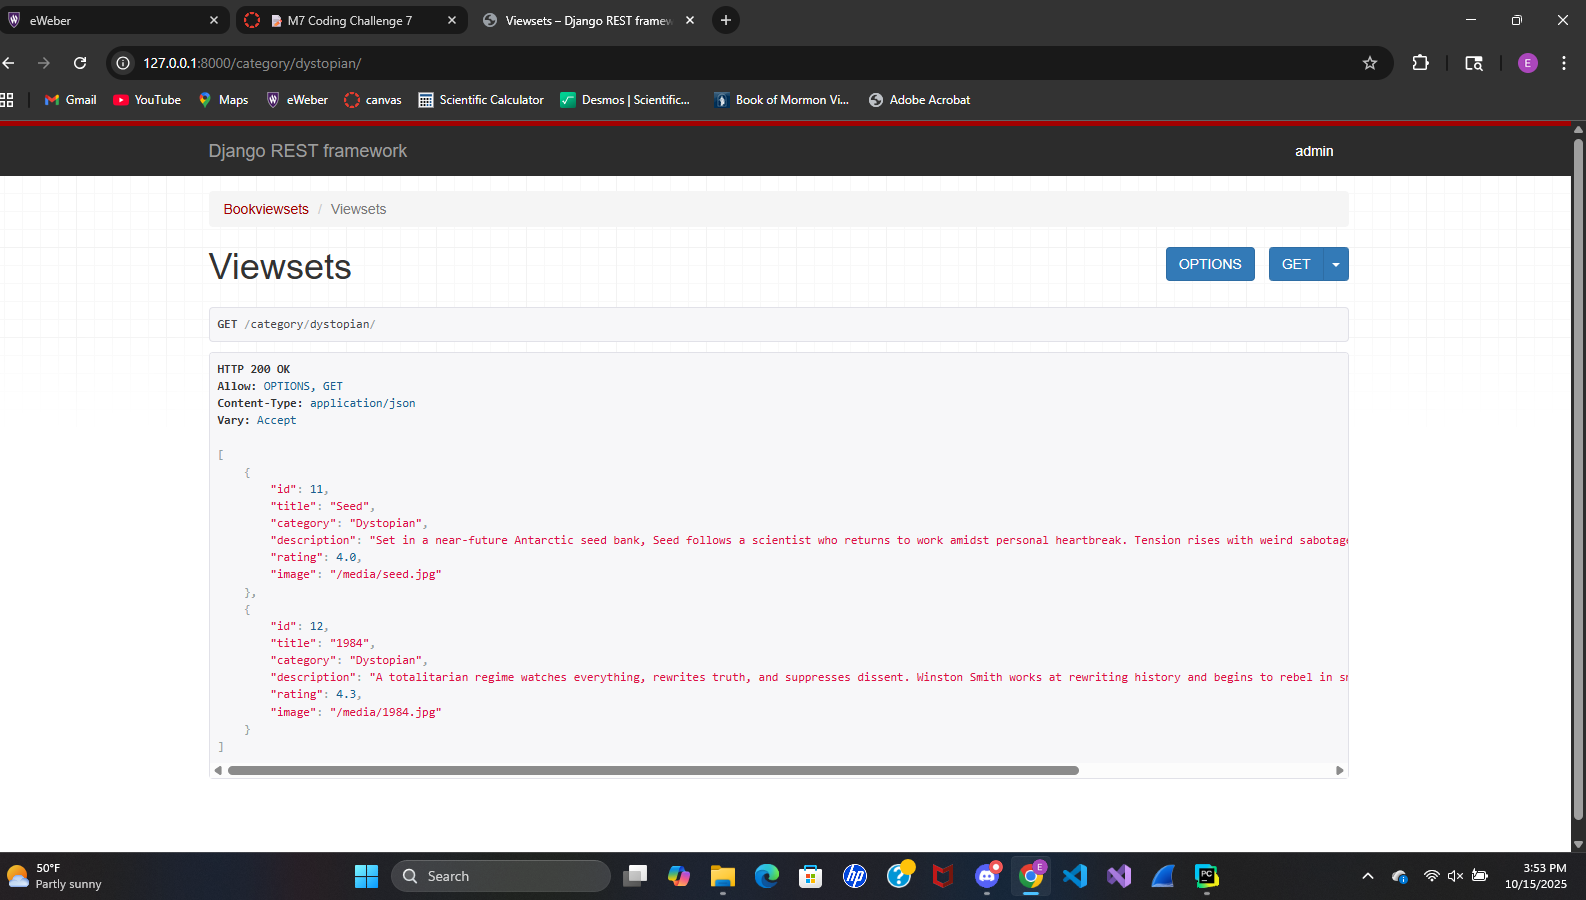 eWeber
M7 Coding Challenge 7
Viewsets – Django REST framew
127.0.0.1:8000/category/dystopian/
E
Gmail
YouTube
Maps
eWeber
canvas
Scientific Calculator
Desmos | Scientific...
Book of Mormon Vi...
Adobe Acrobat
Django REST framework
admin
Bookviewsets / Viewsets
Viewsets
OPTIONS
GET
GET /category/dystopian/
HTTP 200 OK
Allow: OPTIONS, GET
Content-Type: application/json
Vary: Accept
[
{
"id": 11,
"title": "Seed",
"category": "Dystopian",
"description": "Set in a near-future Antarctic seed bank, Seed follows a scientist who returns to work amidst personal heartbreak. Tension rises with weird sabotage
"rating": 4.0,
"image": "/media/seed.jpg"
},
{
"id": 12,
"title": "1984",
"category": "Dystopian",
"description": "A totalitarian regime watches everything, rewrites truth, and suppresses dissent. Winston Smith works at rewriting history and begins to rebel in
"rating": 4.3,
"image": "/media/1984.jpg"
}
]
50°F
Partly sunny
Search
hp
E
PC
3:53 PM
10/15/2025